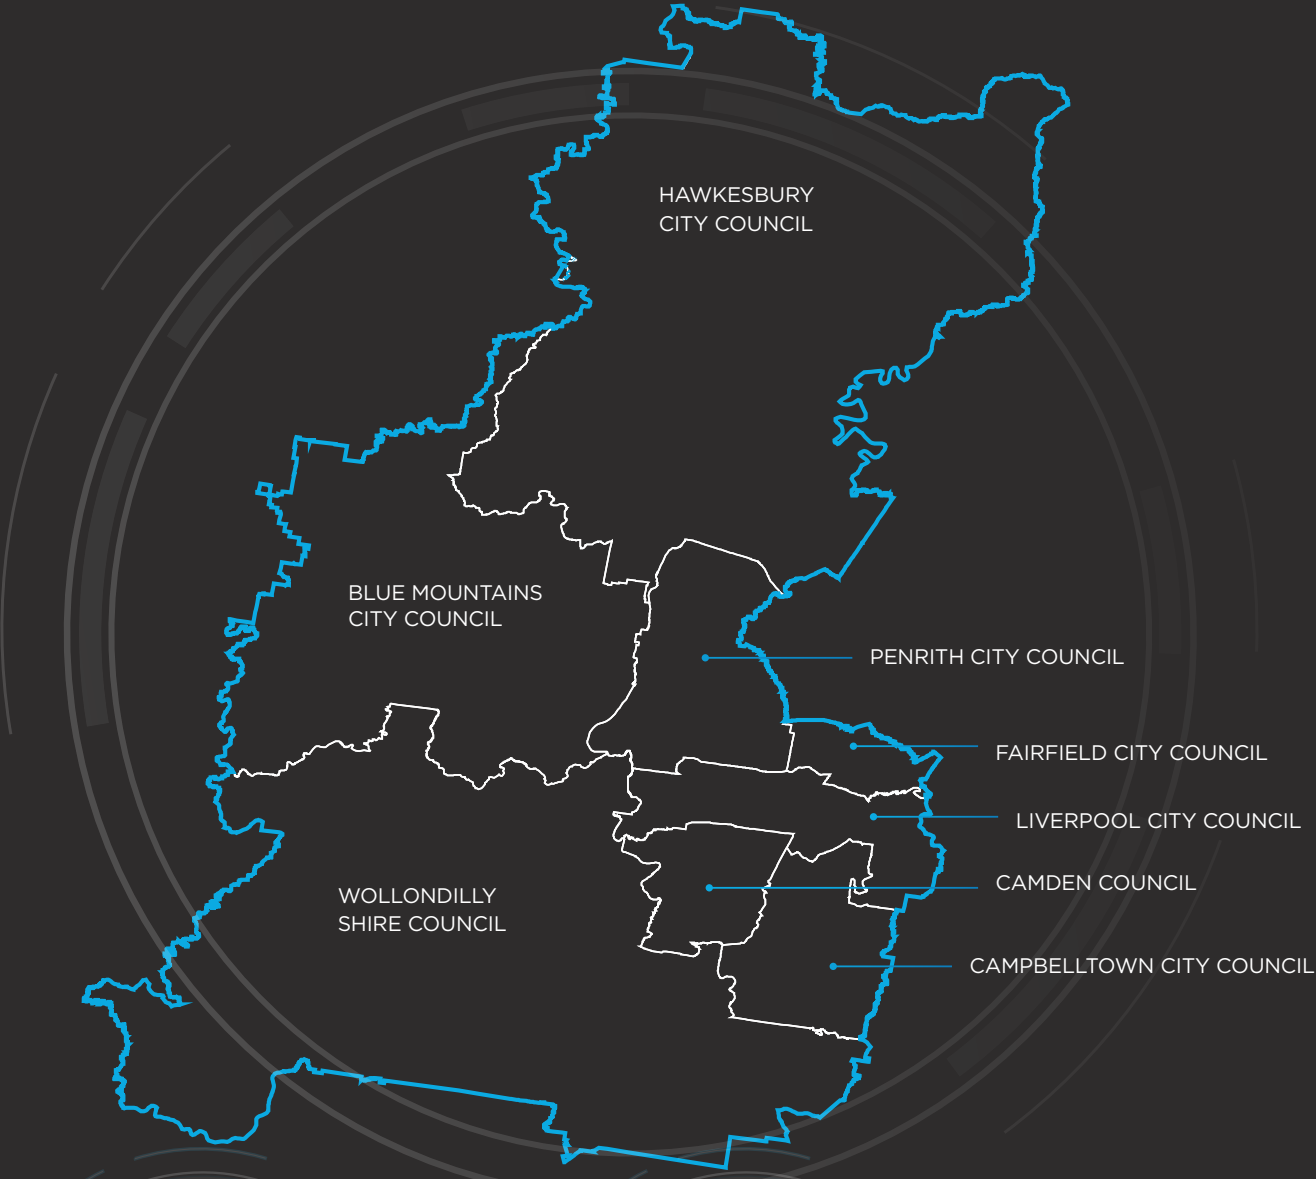 HAWKESBURY
CITY COUNCIL
BLUE MOUNTAINS
CITY COUNCIL
PENRITH CITY COUNCIL
FAIRFIELD CITY COUNCIL
LIVERPOOL CITY COUNCIL
CAMDEN COUNCIL
WOLLONDILLY
SHIRE COUNCIL
CAMPBELLTOWN CITY COUNCIL